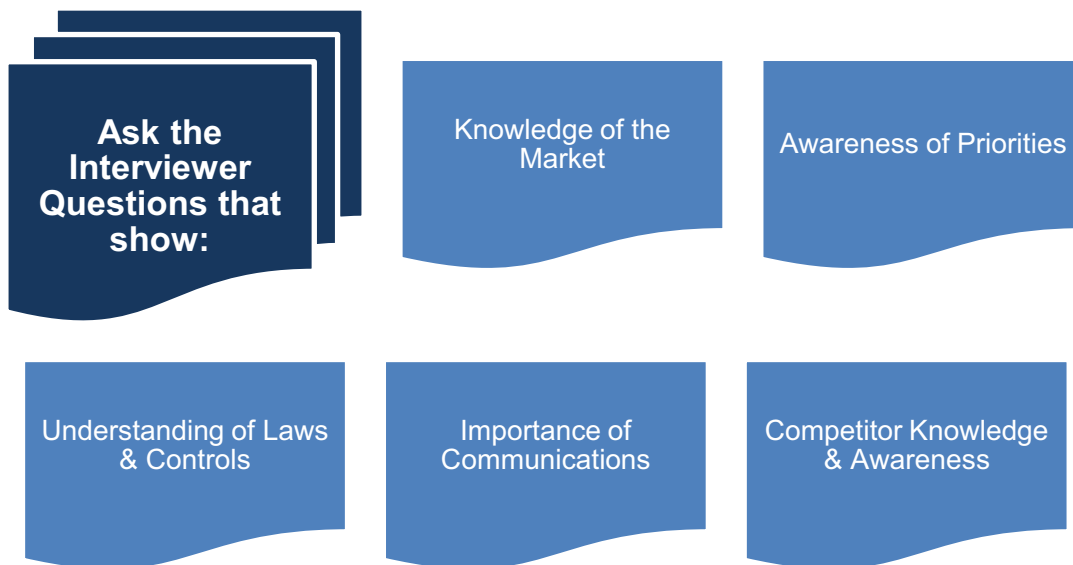 Ask the
Interviewer
Questions that
show:
Knowledge of the
Market
Awareness of Priorities
Understanding of Laws
& Controls
Importance of
Communications
Competitor Knowledge
& Awareness